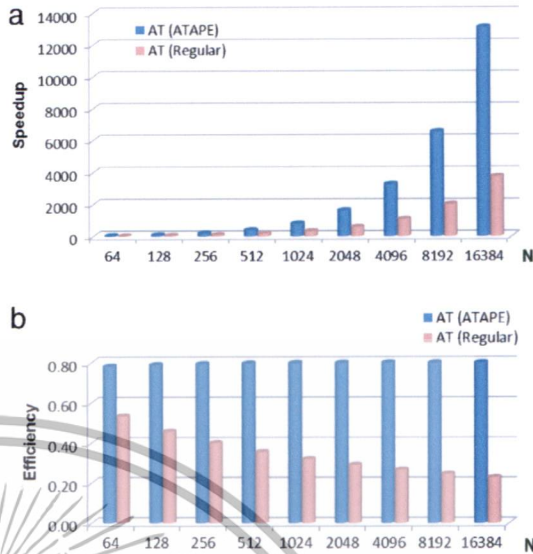 a
14000
12000
10000
8000
6000
4000
2000
0
Speedup
AT (ATAPE)
AT (Regular)
64 128 256 512 1024 2048 4096 8192 16384 N
b
AT (ATAPE)
AT (Regular)
0.80
0.60
0.40
0.20
0.00
Efficiency
64 128 256 512 1024 2048 4096 8192 16384 N